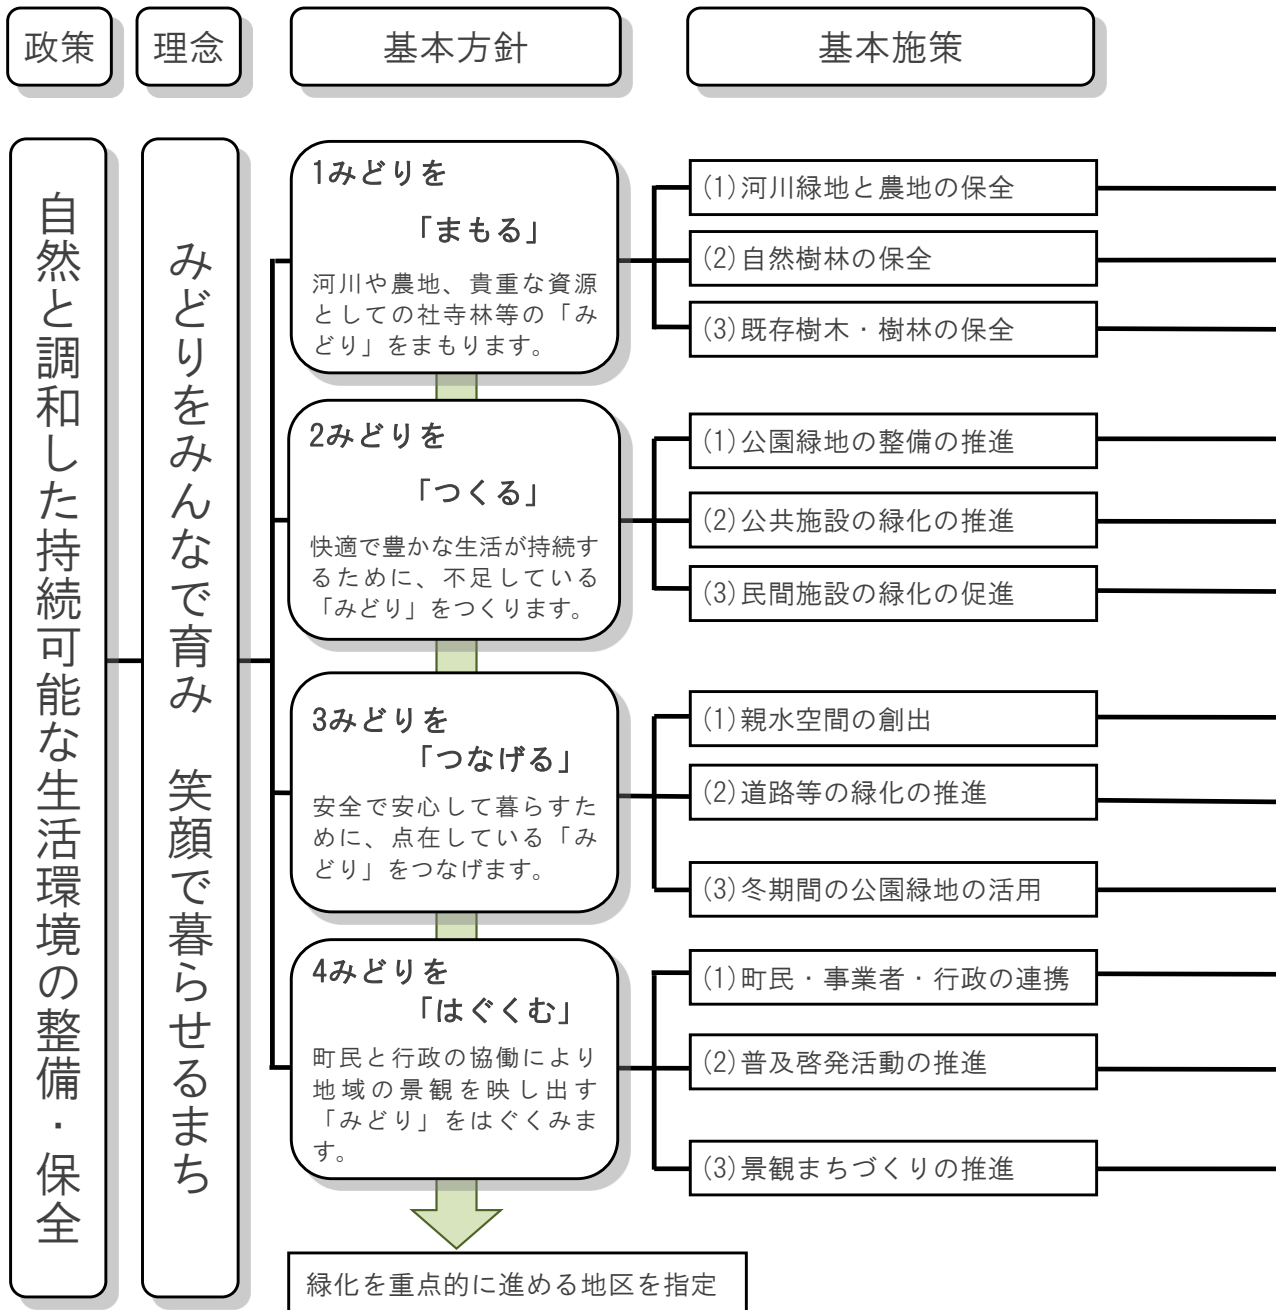 政策
理念
基本方針
基本施策
自然と調和した持続可能な生活環境の整備・保全
みどりをみんなで育み　笑顔で暮らせるまち
1みどりを
「まもる」
河川や農地、貴重な資源
としての社寺林等の「み
どり」をまもります。
(1)河川緑地と農地の保全
(2)自然樹林の保全
(3)既存樹木・樹林の保全
2みどりを
「つくる」
快適で豊かな生活が持続す
るために、不足している
「みどり」をつくります。
(1)公園緑地の整備の推進
(2)公共施設の緑化の推進
(3)民間施設の緑化の促進
3みどりを
「つなげる」
安全で安心して暮らすた
めに、点在している「み
どり」をつなげます。
(1)親水空間の創出
(2)道路等の緑化の推進
(3)冬期間の公園緑地の活用
4みどりを
「はぐくむ」
町民と行政の協働により
地域の景観を映し出す
「みどり」をはぐくみま
す。
(1)町民・事業者・行政の連携
(2)普及啓発活動の推進
(3)景観まちづくりの推進
緑化を重点的に進める地区を指定